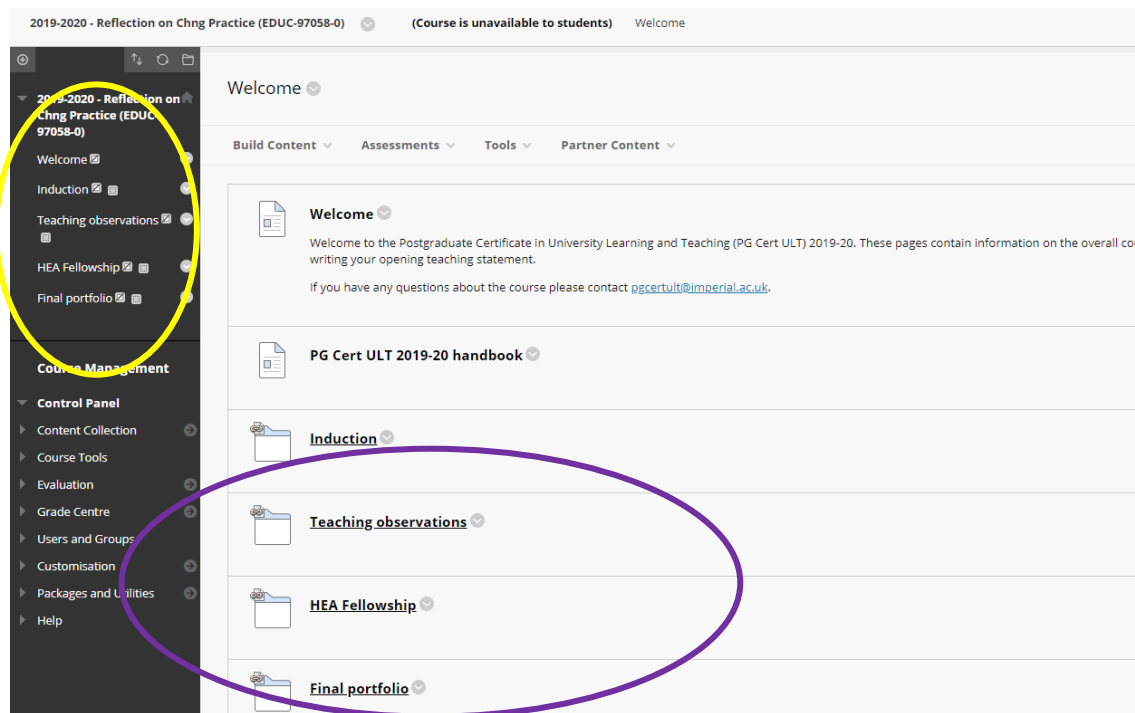 2019-2020 - Reflection on Chng Practice (EDUC-97058-0) (Course is unavailable to students) Welcome
2019-2020 - Reflection on
Chng Practice (EDUC-
97058-0)
Welcome
Induction
Teaching observations
HEA Fellowship
Final portfolio
Course Management
Control Panel
Content Collection
Course Tools
Evaluation
Grade Centre
Users and Groups
Customisation
Packages and Utilities
Help
Welcome
Build Content Assessments Tools Partner Content
Welcome
Welcome to the Postgraduate Certificate in University Learning and Teaching (PG Cert ULT) 2019-20. These pages contain information on the overall cou
writing your opening teaching statement.
If you have any questions about the course please contact pgcertult@imperial.ac.uk.
PG Cert ULT 2019-20 handbook
Induction
Teaching observations
HEA Fellowship
Final portfolio